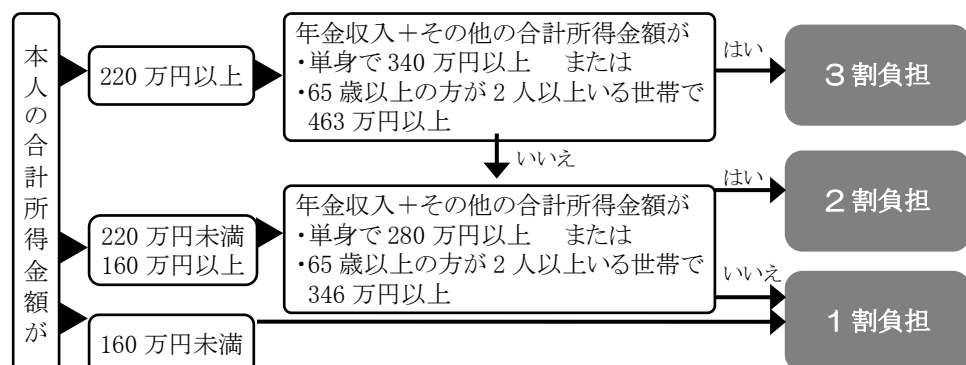 本人の合計所得金額が
220 万円以上
年金収入＋その他の合計所得金額が
・単身で 340 万円以上　または
・65 歳以上の方が 2 人以上いる世帯で
463 万円以上
はい
３割負担
いいえ
220 万円未満
160 万円以上
年金収入＋その他の合計所得金額が
・単身で 280 万円以上　または
・65 歳以上の方が 2 人以上いる世帯で
346 万円以上
はい
２割負担
いいえ
１割負担
160 万円未満